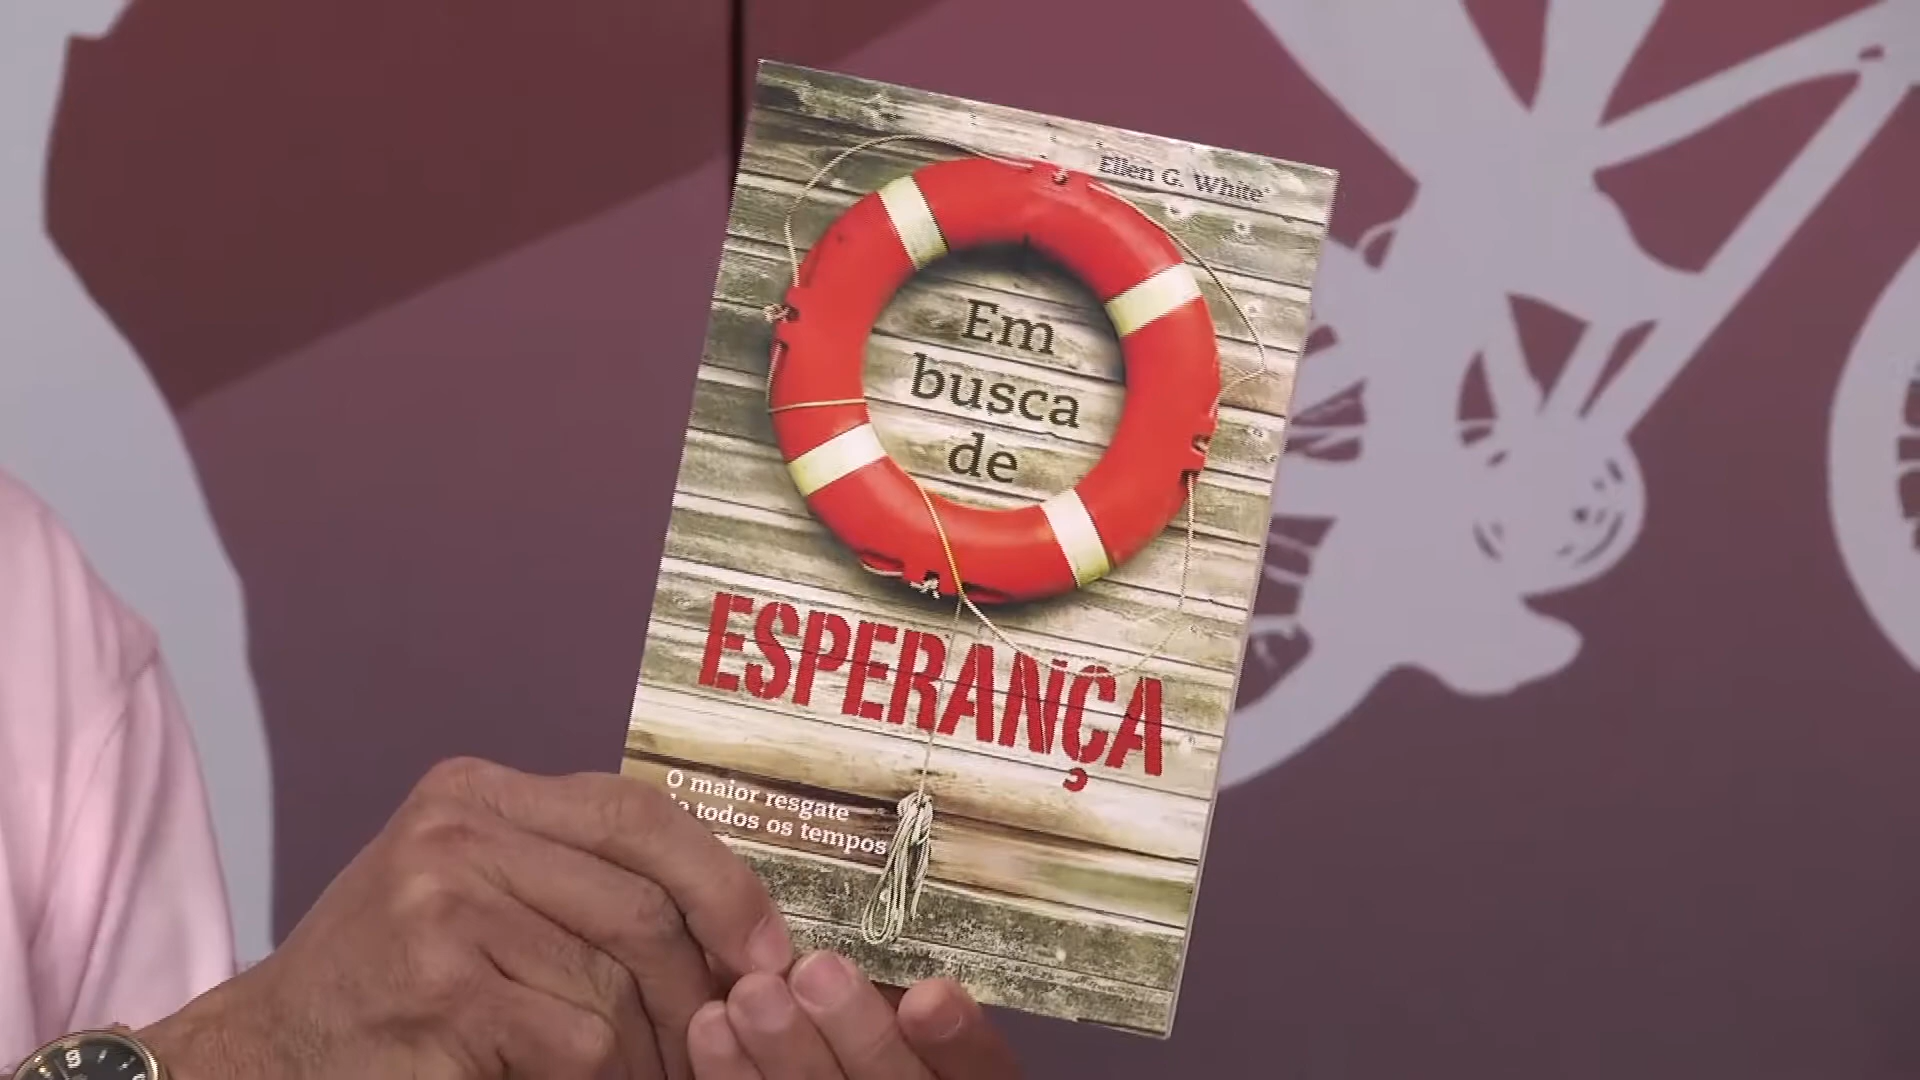 Ellen G. White
Em
busca
de
ESPERANÇA
O maior resgate
todos os tempos